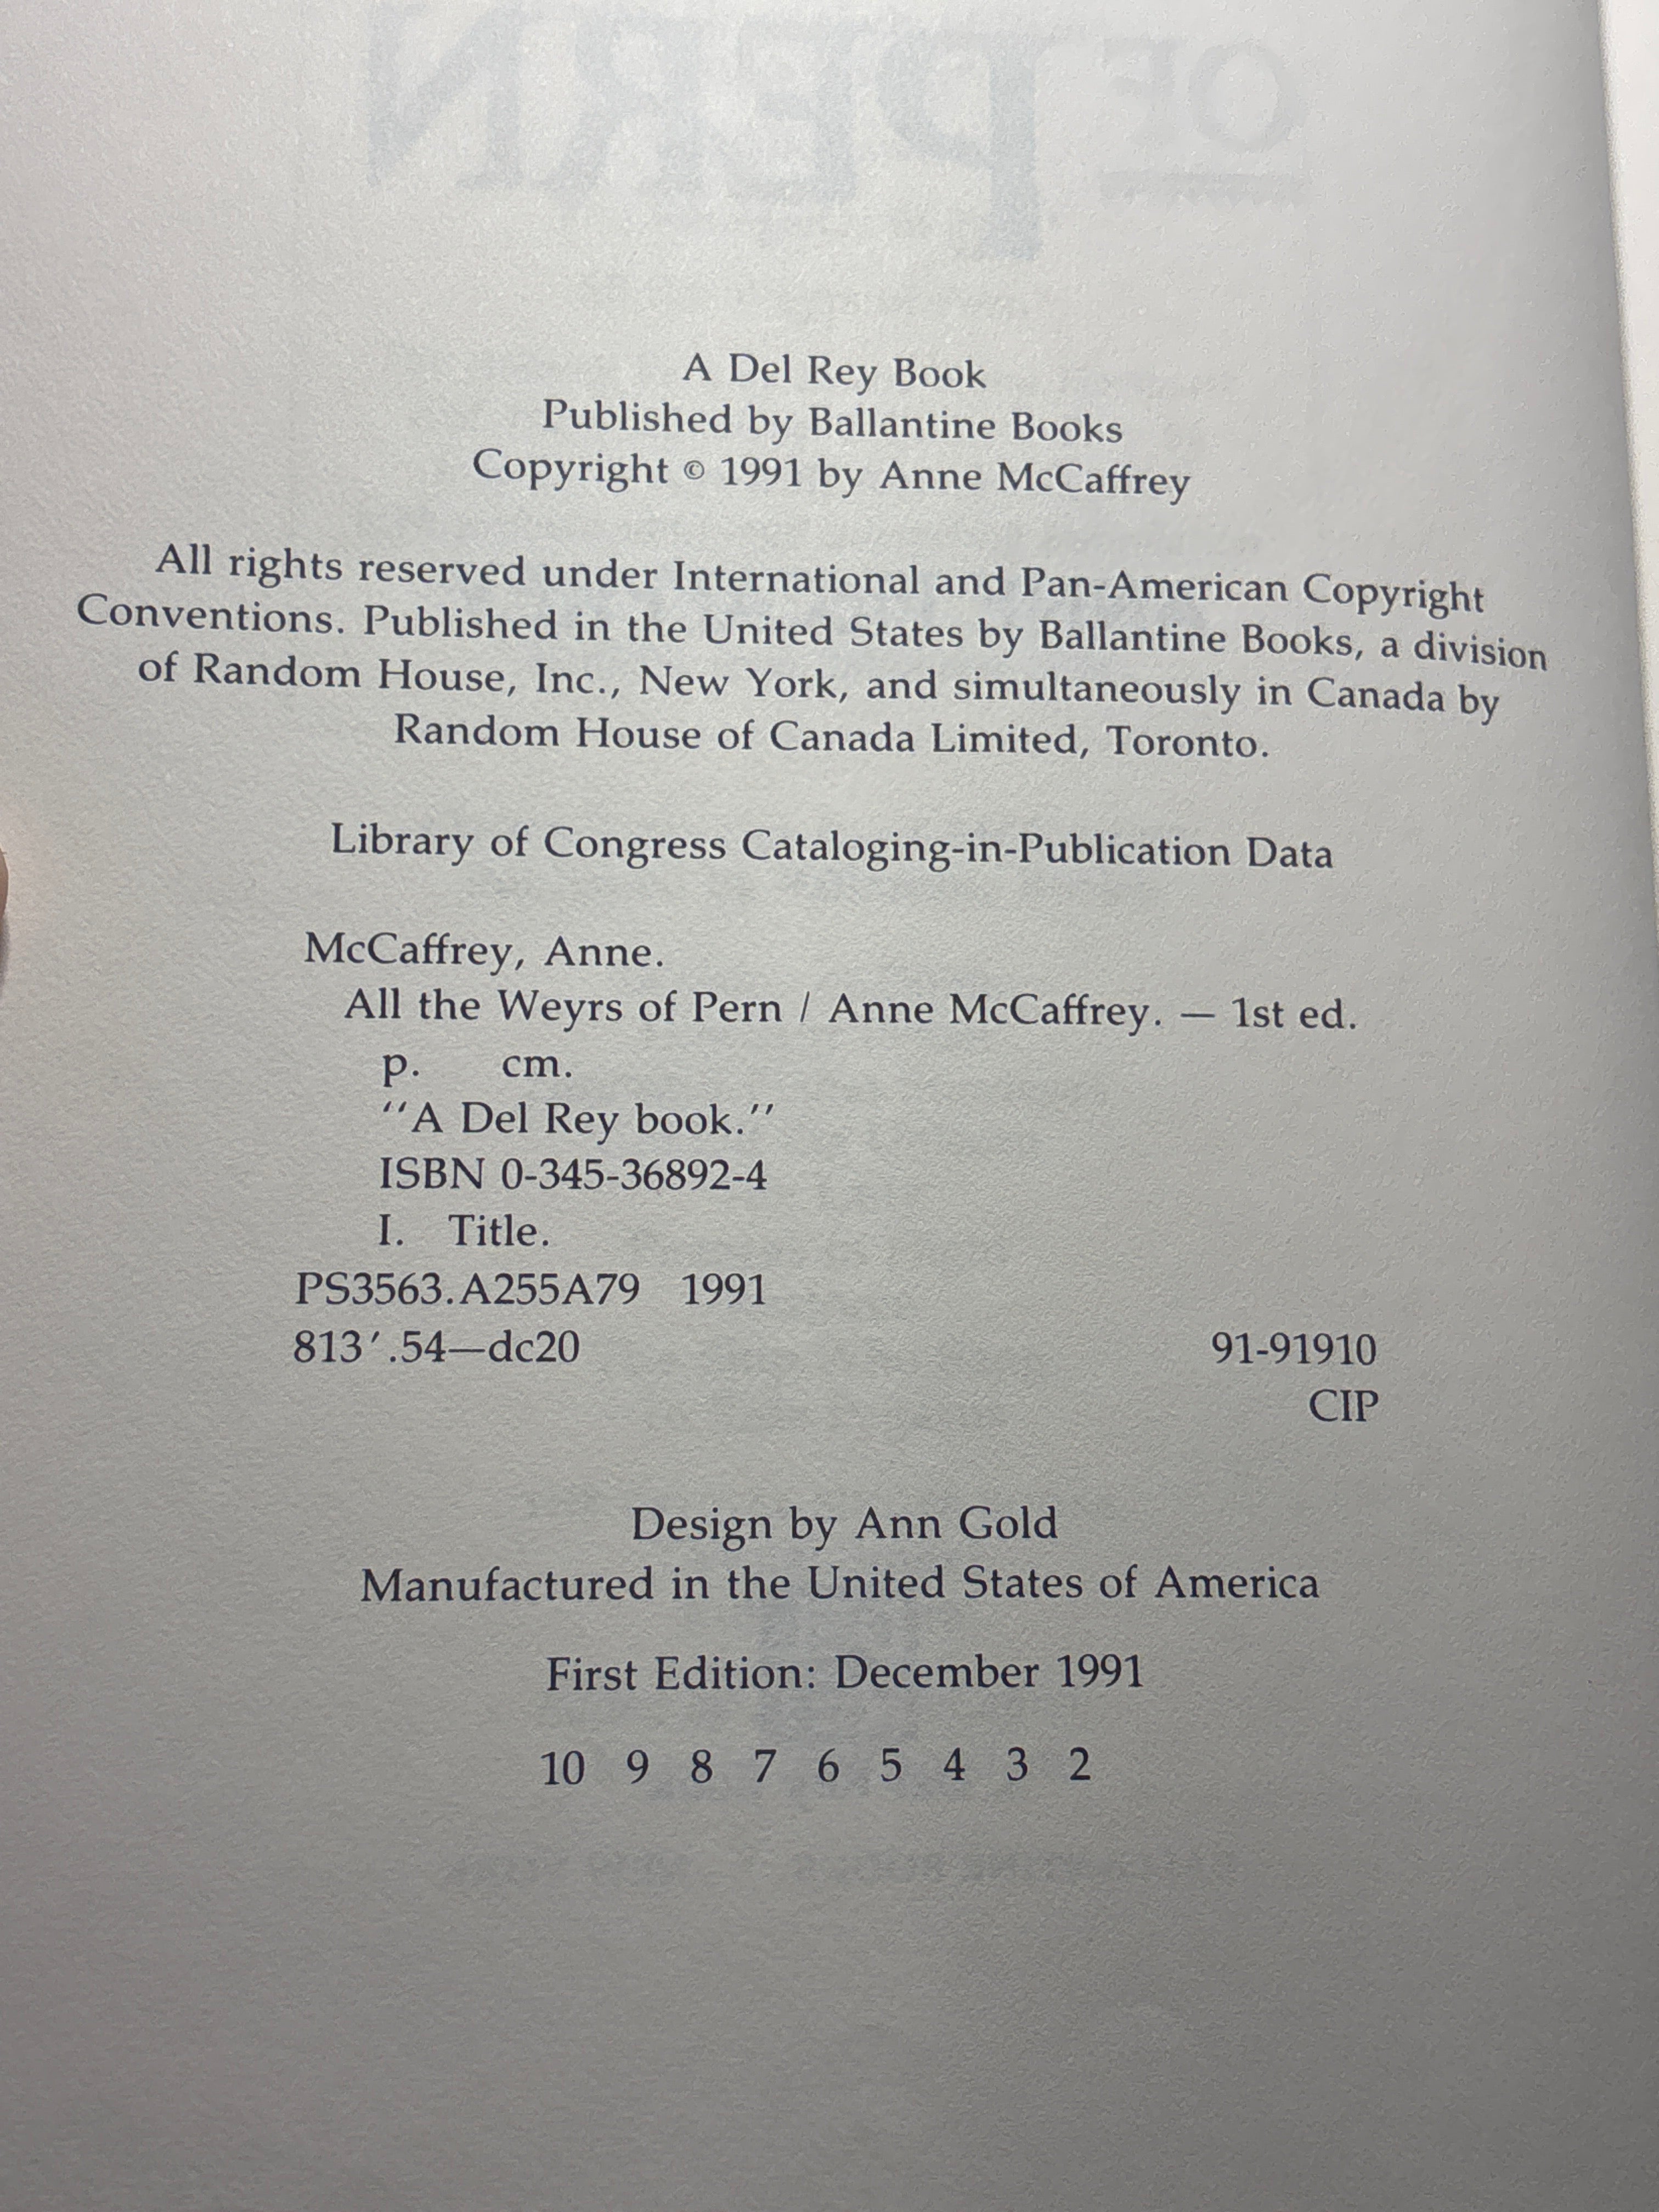 OF PERN
A Del Rey Book
Published by Ballantine Books
Copyright © 1991 by Anne McCaffrey
All rights reserved under International and Pan-American Copyright
Conventions. Published in the United States by Ballantine Books, a division
of Random House, Inc., New York, and simultaneously in Canada by
Random House of Canada Limited, Toronto.
Library of Congress Cataloging-in-Publication Data
McCaffrey, Anne.
All the Weyrs of Pern / Anne McCaffrey. — 1st ed.
p. cm.
‘‘A Del Rey book.’’
ISBN 0-345-36892-4
I. Title.
PS3563.A255A79 1991
813′.54—dc20 91-91910
CIP
Design by Ann Gold
Manufactured in the United States of America
First Edition: December 1991
10 9 8 7 6 5 4 3 2